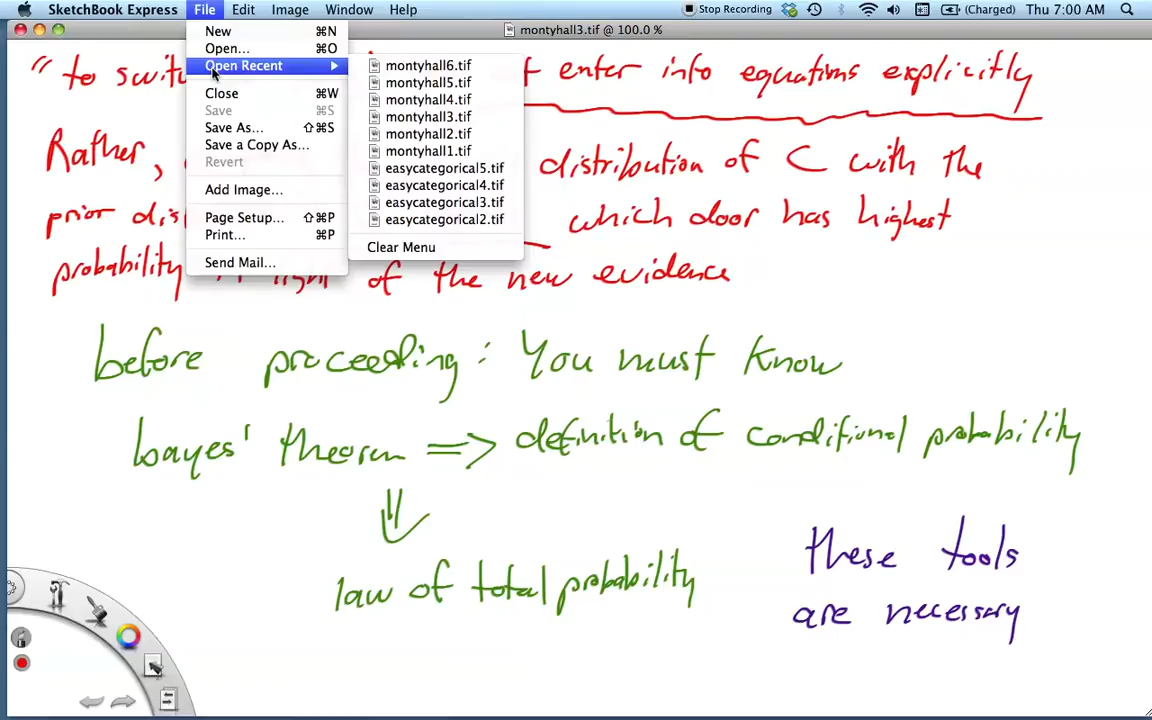 SketchBook Express File Edit Image Window Help Stop Recording (Charged) Thu 7:00 AM
montyhall3.tif @ 100.0 %
New ⌘N
Open... ⌘O
Open Recent
Close ⌘W
Save ⌘S
Save As... ⇧⌘S
Save a Copy As...
Revert
Add Image...
Page Setup... ⇧⌘P
Print... ⌘P
Send Mail...
montyhall6.tif
montyhall5.tif
montyhall4.tif
montyhall3.tif
montyhall2.tif
montyhall1.tif
easycategorical5.tif
easycategorical4.tif
easycategorical3.tif
easycategorical2.tif
Clear Menu
"to enter into equations explicitly
Rather, distribution of C with the
prior which door has highest
probability of the new evidence
before proceeding: You must know
bayes' theorem => definition of conditional probability
law of total probability
these tools
are necessary